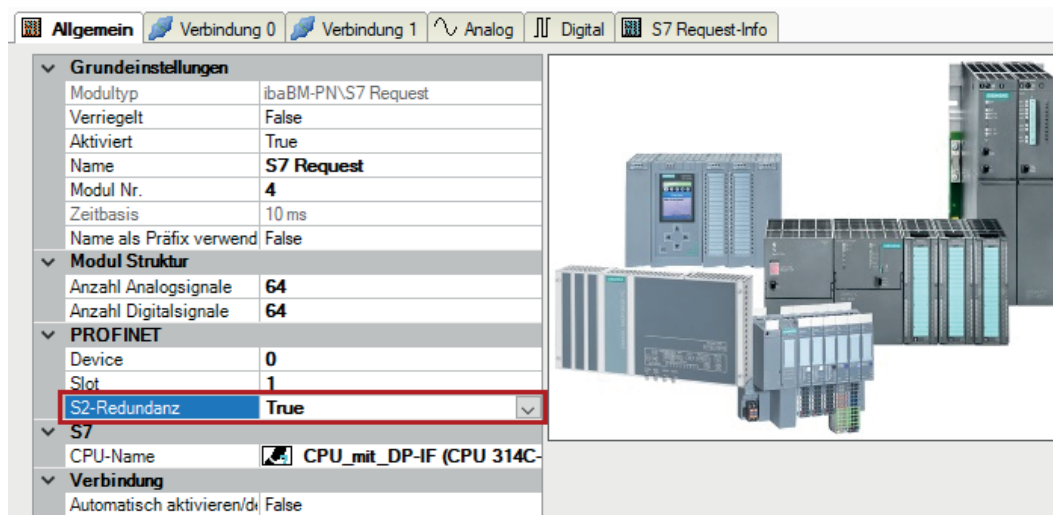 Allgemein Verbindung 0 Verbindung 1 Analog Digital S7 Request-Info
Grundeinstellungen
Modultyp ibaBM-PN\S7 Request
Verriegelt False
Aktiviert True
Name S7 Request
Modul Nr. 4
Zeitbasis 10 ms
Name als Präfix verwend False
Modul Struktur
Anzahl Analogsignale 64
Anzahl Digitalsignale 64
PROFINET
Device 0
Slot 1
S2-Redundanz True
S7
CPU-Name CPU_mit_DP-IF (CPU 314C-
Verbindung
Automatisch aktivieren/de False